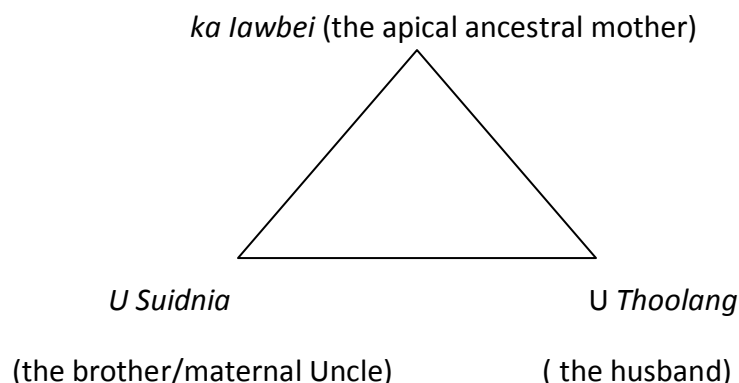 ka Iawbei (the apical ancestral mother)
U Suidnia U Thoolang
(the brother/maternal Uncle) ( the husband)